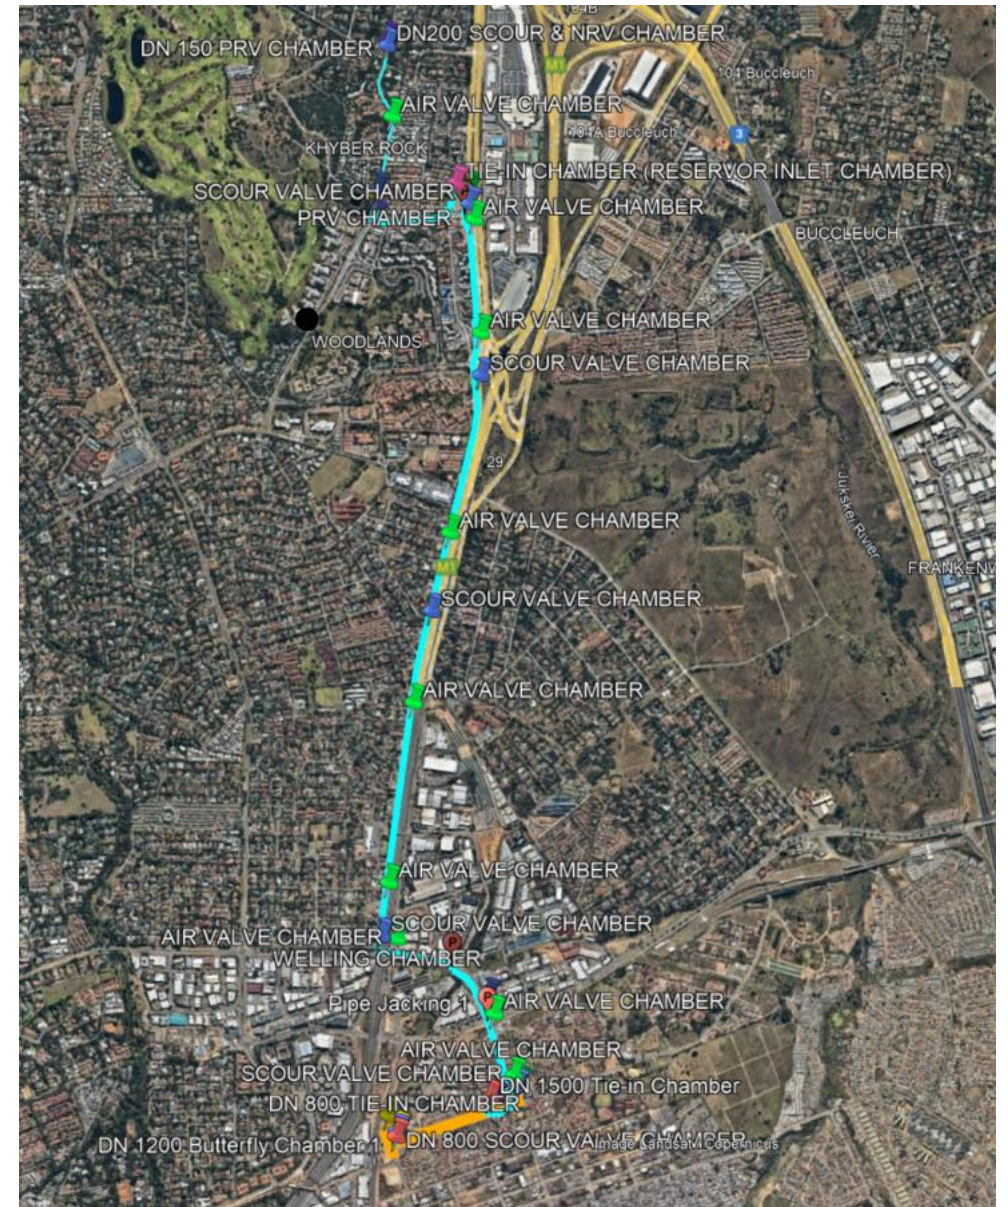 104B
DN200 SCOUR & NRV CHAMBER
DN 150 PRV CHAMBER
M1
104 Buccleuch
AIR VALVE CHAMBER
104A Buccleuch
3
KHYBER ROCK
TIE-IN CHAMBER (RESERVOR INLET CHAMBER)
SCOUR VALVE CHAMBER
PRV CHAMBER
AIR VALVE CHAMBER
BUCCLEUCH
AIR VALVE CHAMBER
WOODLANDS
SCOUR VALVE CHAMBER
29
Jukskei Rivier
AIR VALVE CHAMBER
M1
FRANKENW
SCOUR VALVE CHAMBER
AIR VALVE CHAMBER
AIR VALVE CHAMBER
SCOUR VALVE CHAMBER
AIR VALVE CHAMBER
P
WELLING CHAMBER
P
Pipe Jacking 1
AIR VALVE CHAMBER
AIR VALVE CHAMBER
SCOUR VALVE CHAMBER
DN 1500 Tie-in Chamber
DN 800 TIE-IN CHAMBER
DN 1200 Butterfly Chamber 1
DN 800 SCOUR VALVE CHAMBER
Image Landsat / Copernicus